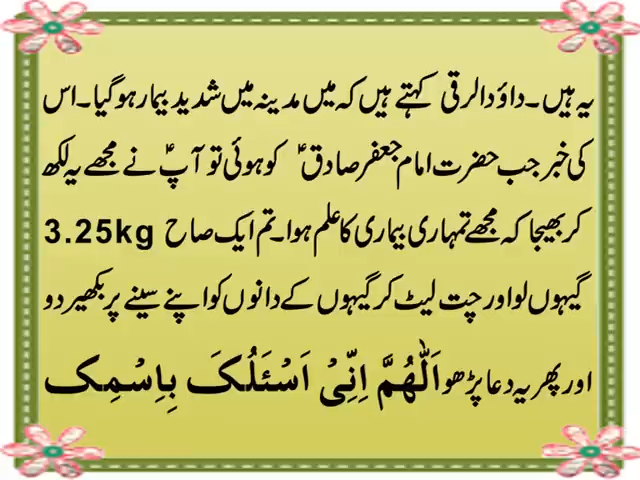 یہ ہیں۔ داؤد الرقی کہتے ہیں کہ میں مدینہ میں شدید بیمار ہوگیا۔ اس
کی خبر جب حضرت امام جعفر صادقؑ کو ہوئی تو آپؑ نے مجھے یہ لکھ
کر بھیجا کہ مجھے تمہاری بیماری کا علم ہوا۔ تم ایک صاح 3.25kg
گیہوں لو اور چت لیٹ کر گیہوں کے دانوں کو اپنے سینے پر بکھیر دو
اور پھر یہ دعا پڑھو اَللّٰهُمَّ اِنِّیْ اَسْئَلُکَ بِاِسْمِکَ